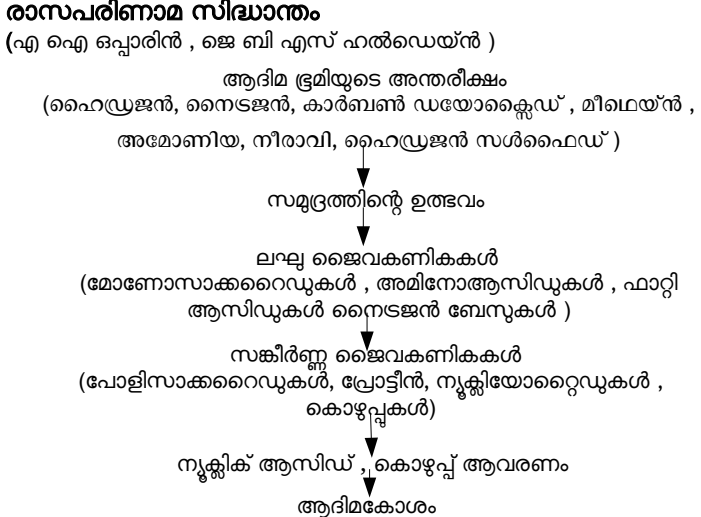 രാസപരിണാമ സിദ്ധാന്തം
(എ ഐ ഒപ്പാരിൻ , ജെ ബി എസ് ഹൽഡെയ്ൻ )
ആദിമ ഭൂമിയുടെ അന്തരീക്ഷം
(ഹൈഡ്രജൻ, നൈട്രജൻ, കാർബൺ ഡയോക്സൈഡ് , മീഥെയ്ൻ ,
അമോണിയ, നീരാവി, ഹൈഡ്രജൻ സൾഫൈഡ് )
സമുദ്രത്തിന്റെ ഉത്ഭവം
ലഘു ജൈവകണികകൾ
(മോണോസാക്കറൈഡുകൾ , അമിനോആസിഡുകൾ , ഫാറ്റി
ആസിഡുകൾ നൈട്രജൻ ബേസുകൾ )
സങ്കീർണ്ണ ജൈവകണികകൾ
(പോളിസാക്കറൈഡുകൾ, പ്രോട്ടീൻ, ന്യൂക്ലിയോറ്റൈഡുകൾ ,
കൊഴുപ്പുകൾ)
ന്യൂക്ലിക് ആസിഡ് , കൊഴുപ്പ് ആവരണം
ആദിമകോശം